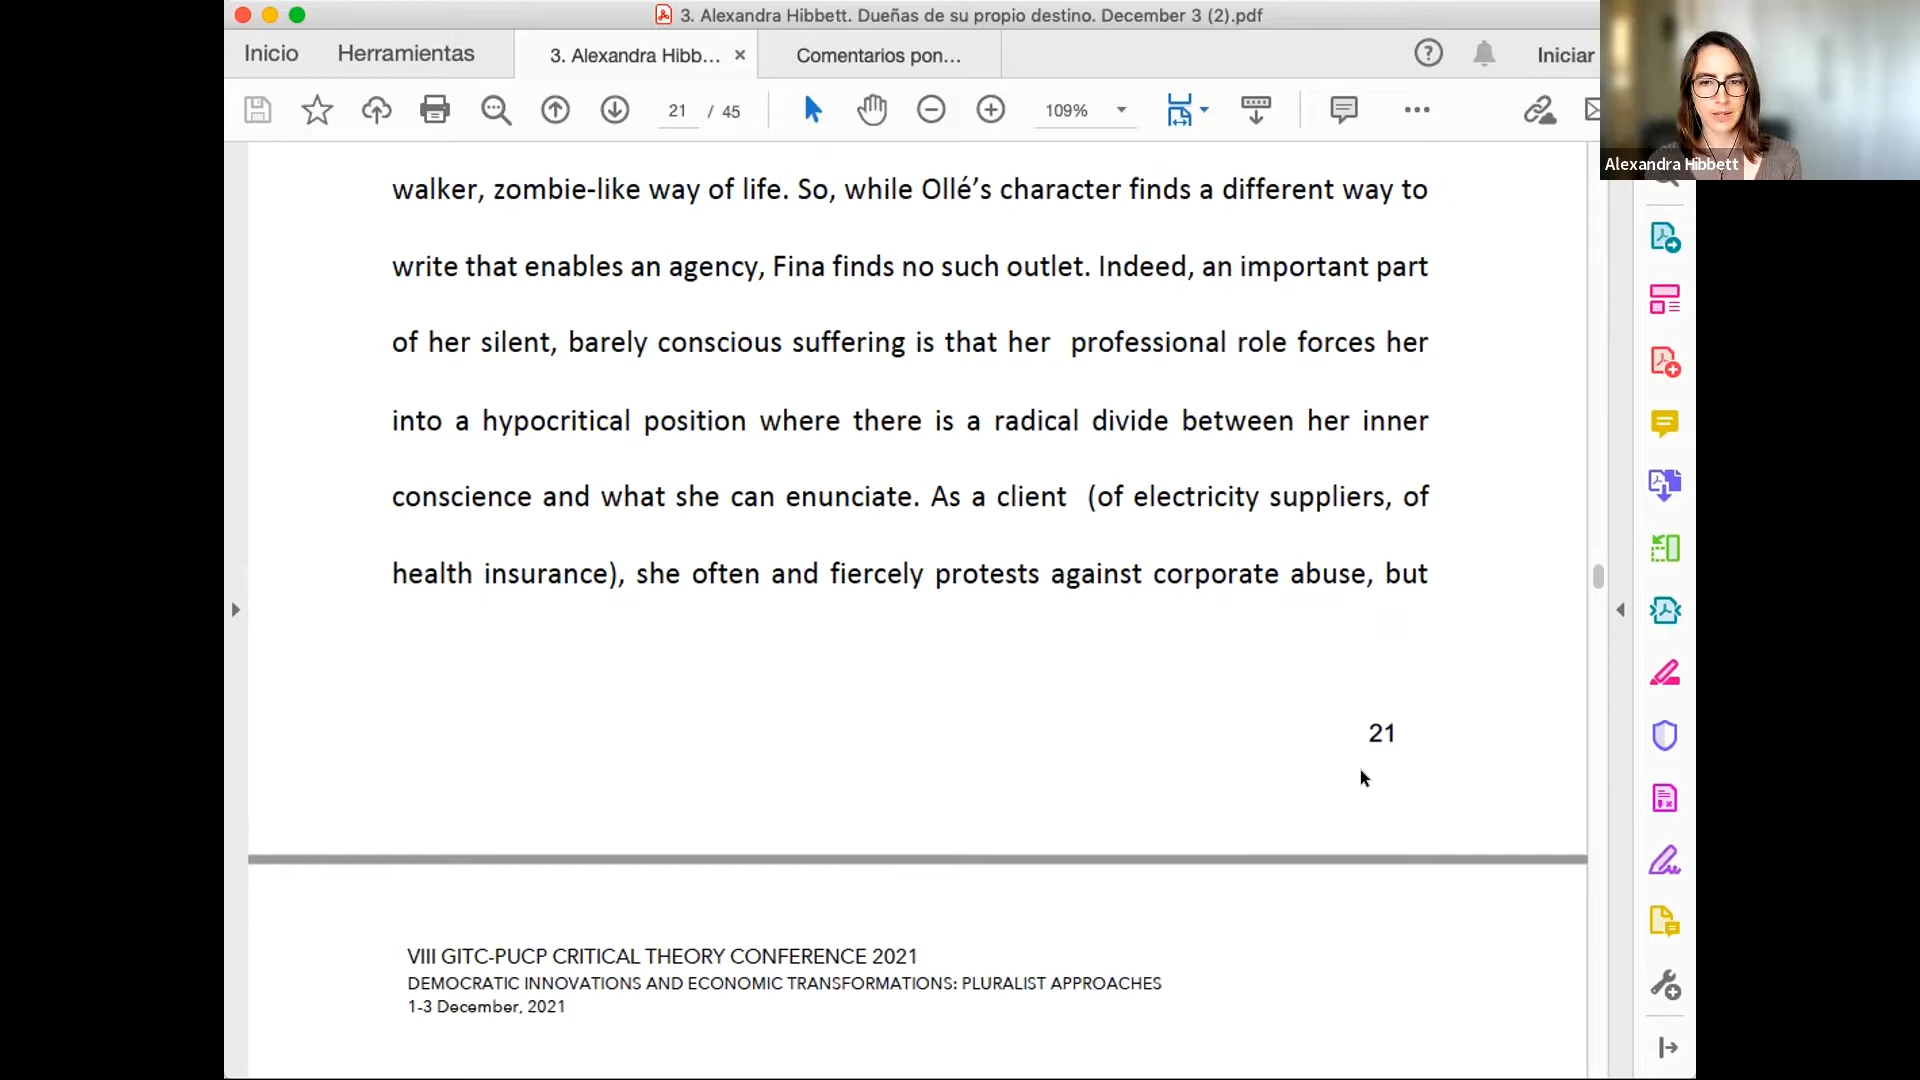 3. Alexandra Hibbett. Dueñas de su propio destino. December 3 (2).pdf
Inicio
Herramientas
3. Alexandra Hibb...
Comentarios pon...
Iniciar
21 / 45
109%
Alexandra Hibbett
walker, zombie-like way of life. So, while Ollé’s character finds a different way to
write that enables an agency, Fina finds no such outlet. Indeed, an important part
of her silent, barely conscious suffering is that her professional role forces her
into a hypocritical position where there is a radical divide between her inner
conscience and what she can enunciate. As a client (of electricity suppliers, of
health insurance), she often and fiercely protests against corporate abuse, but
21
VIII GITC-PUCP CRITICAL THEORY CONFERENCE 2021
DEMOCRATIC INNOVATIONS AND ECONOMIC TRANSFORMATIONS: PLURALIST APPROACHES
1-3 December, 2021